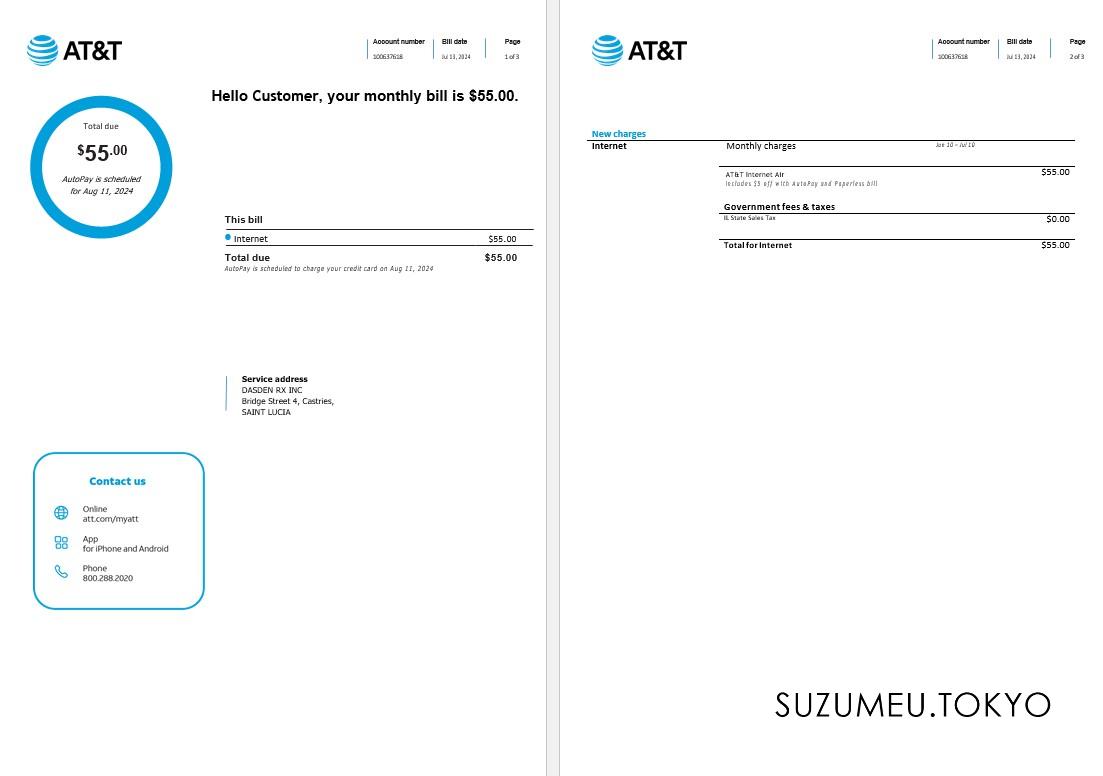 AT&T
Account number Bill date Page
100637618 Jul 13, 2024 1 of 3
Hello Customer, your monthly bill is $55.00.
Total due
$55.00
AutoPay is scheduled
for Aug 11, 2024
This bill
Internet $55.00
Total due $55.00
AutoPay is scheduled to charge your credit card on Aug 11, 2024
Service address
DASDEN RX INC
Bridge Street 4, Castries,
SAINT LUCIA
Contact us
Online
att.com/myatt
App
for iPhone and Android
Phone
800.288.2020
AT&T
Account number Bill date Page
100637618 Jul 13, 2024 2 of 3
New charges
Internet Monthly charges Jun 10 – Jul 10
AT&T Internet Air $55.00
Includes $5 off with AutoPay and Paperless bill
Government fees & taxes
IL State Sales Tax $0.00
Total for Internet $55.00
SUZUMEU.TOKYO